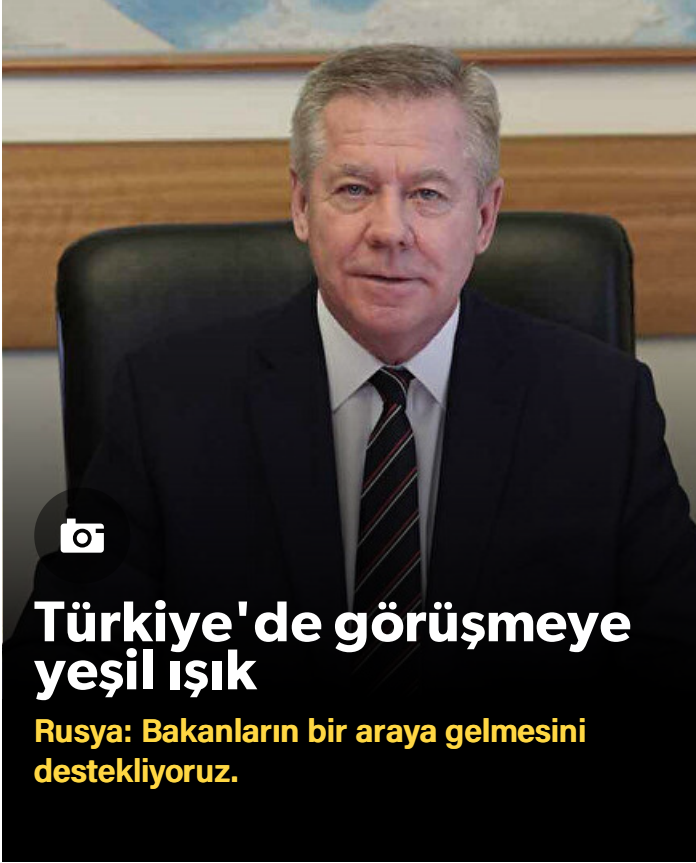 Türkiye'de görüşmeye
yeşil ışık
Rusya: Bakanların bir araya gelmesini
destekliyoruz.